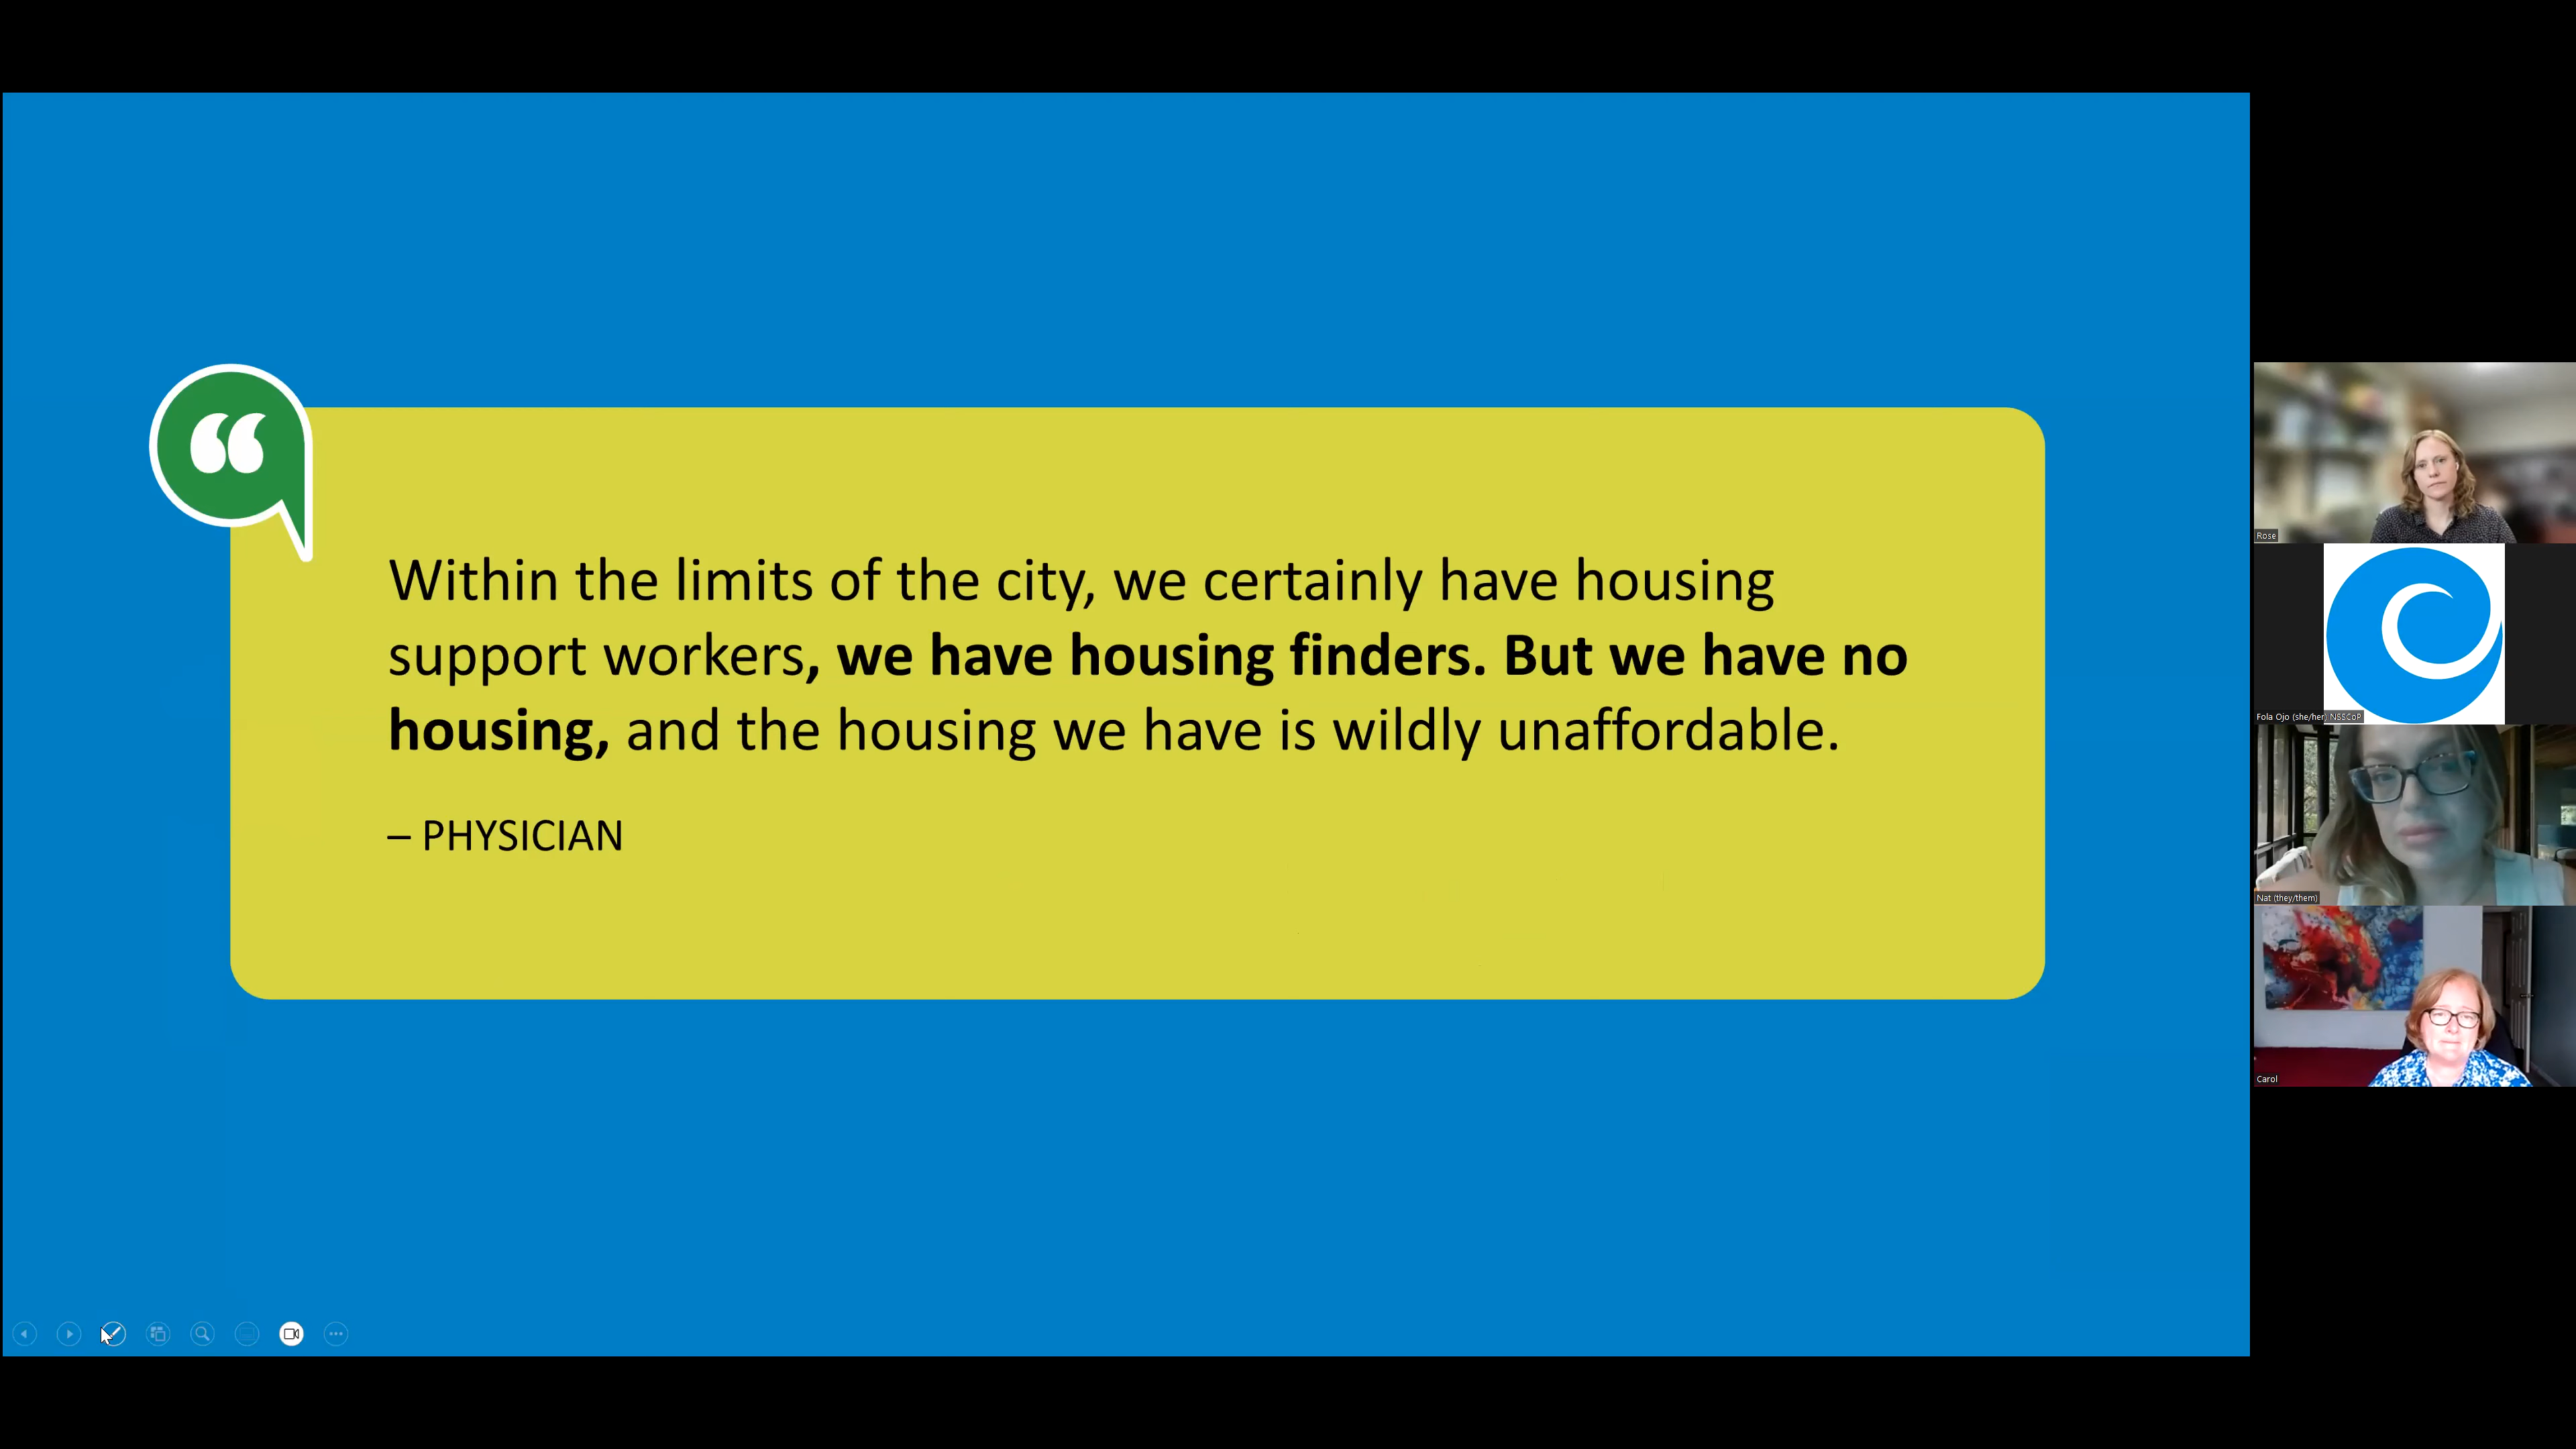 “
Within the limits of the city, we certainly have housing
support workers, we have housing finders. But we have no
housing, and the housing we have is wildly unaffordable.
– PHYSICIAN
Rose
Fola Ojo (she/her) NSSCoP
Nat (they/them)
Carol